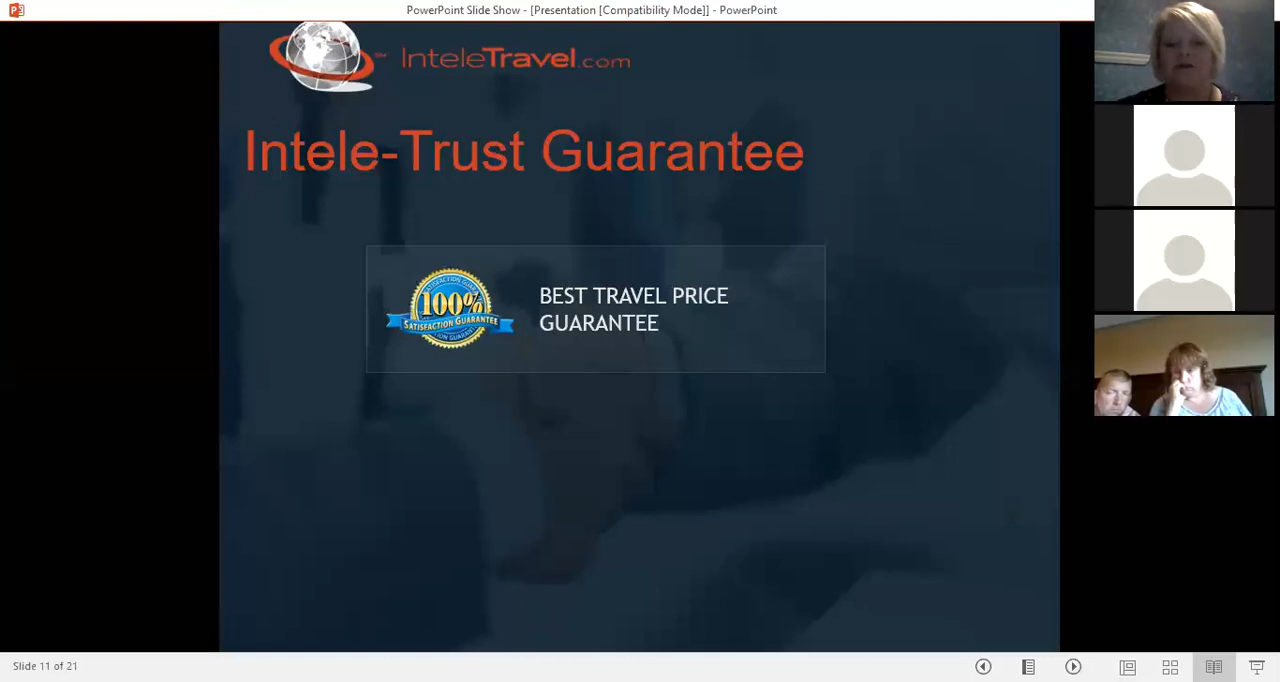 PowerPoint Slide Show - [Presentation [Compatibility Mode]] - PowerPoint
InteleTravel.com
Intele-Trust Guarantee
100%
SATISFACTION GUARANTEE
BEST TRAVEL PRICE
GUARANTEE
Slide 11 of 21